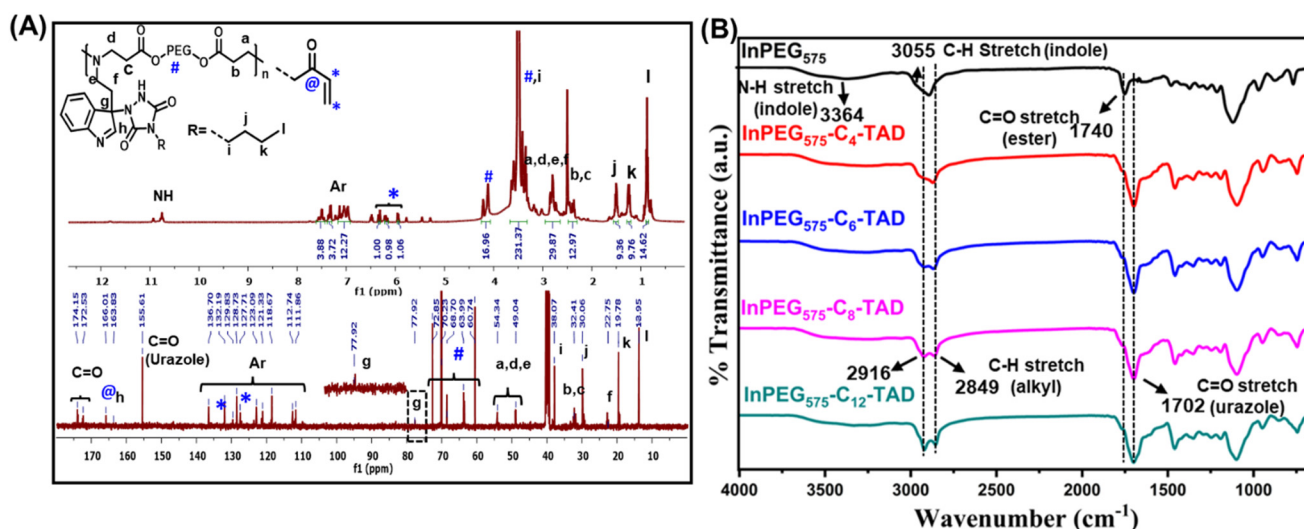 (A)
O
O
a
d
N
c
O-PEG-O
b
n
#
e
f
g
N-NH
h
O
N
O
R
N
O
@
*
*
R=
j
l
i
k
NH
Ar
*
#
#,i
a,d,e,f
b,c
j
k
l
3.88
3.72
12.27
1.00
0.98
1.06
16.96
231.37
29.87
12.97
9.36
9.76
14.62
12 11 10 9 8 7 6 5 4 3 2 1
f1 (ppm)
174.15
172.53
166.01
163.83
155.61
136.70
132.19
129.83
128.73
127.71
123.09
121.33
118.67
112.74
111.86
77.92
77.92
72.85
70.23
68.70
63.99
60.74
54.34
49.04
38.07
32.41
30.06
22.75
19.78
13.95
C=O
(Urazole)
C=O
@
h
Ar
*
*
g
g
#
a,d,e
i
b,c
j
f
k
l
170 160 150 140 130 120 110 100 90 80 70 60 50 40 30 20 10
f1 (ppm)
(B)
InPEG575
3055 C-H Stretch (indole)
N-H stretch
(indole)
3364
C=O stretch
(ester)
1740
InPEG575-C4-TAD
InPEG575-C6-TAD
InPEG575-C8-TAD
2916
C-H stretch
(alkyl)
2849
C=O stretch
(urazole)
1702
InPEG575-C12-TAD
% Transmittance (a.u.)
4000 3500 3000 2500 2000 1500 1000
Wavenumber (cm-1)